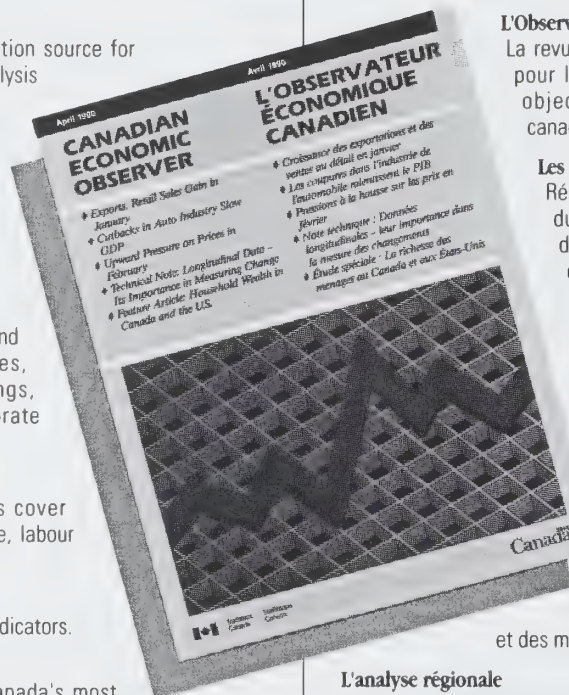 tion source for
lysis
nd
es,
ngs,
rate
s cover
e, labour
dicators.
anada's most
April 1990
Avril 1990
CANADIAN
ECONOMIC
OBSERVER
♦ Exports, Retail Sales Gain in
January
♦ Cutbacks in Auto Industry Slow
GDP
♦ Upward Pressure on Prices in
February
♦ Technical Note: Longitudinal Data –
Its Importance in Measuring Change
♦ Feature Article: Household Wealth in
Canada and the U.S.
L'OBSERVATEUR
ÉCONOMIQUE
CANADIEN
♦ Croissance des exportations et des
ventes au détail en janvier
♦ Les coupures dans l'industrie de
l'automobile ralentissent le PIB
♦ Pressions à la hausse sur les prix en
février
♦ Note technique : Données
longitudinales – leur importance dans
la mesure des changements
♦ Étude spéciale : La richesse des
ménages au Canada et aux États-Unis
Statistics
Canada
Statistique
Canada
Canada
L'Observ
La revu
pour l
objec
cana
Les
Ré
du
d
et des m
L'analyse régionale